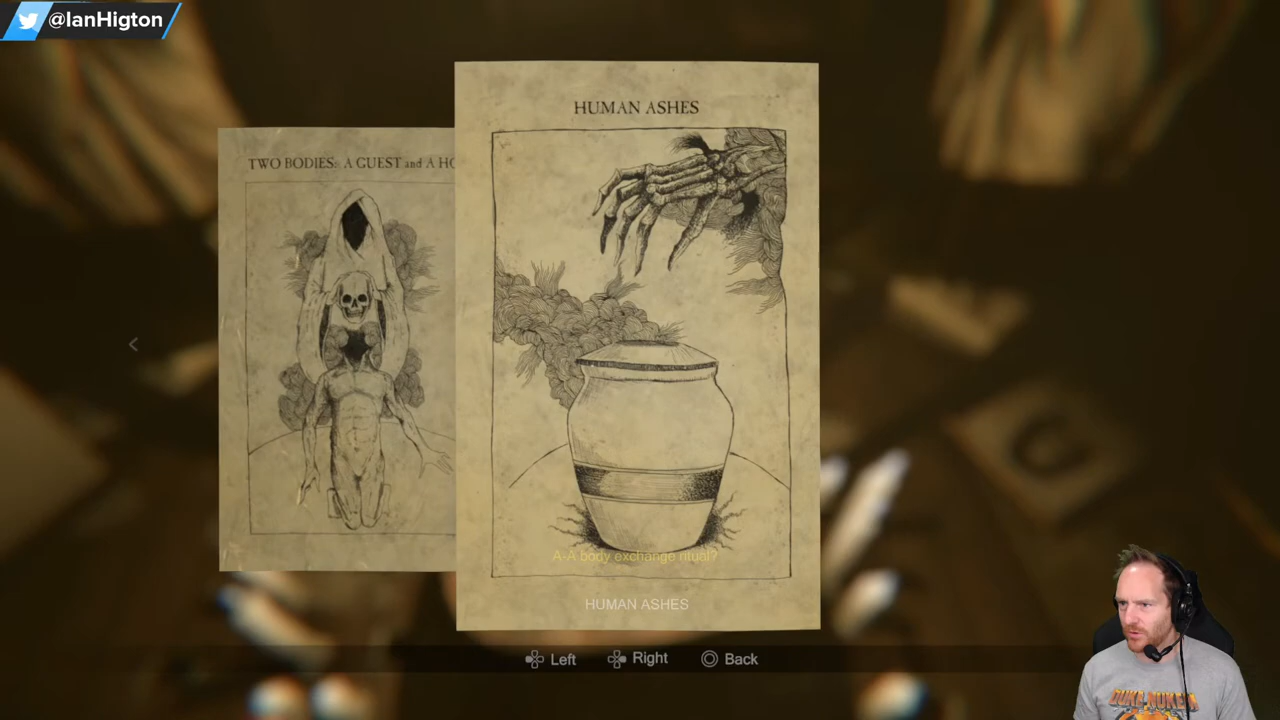 @IanHigton
HUMAN ASHES
TWO BODIES: A GUEST and A HO
A-A body exchange ritual?
HUMAN ASHES
Left
Right
Back